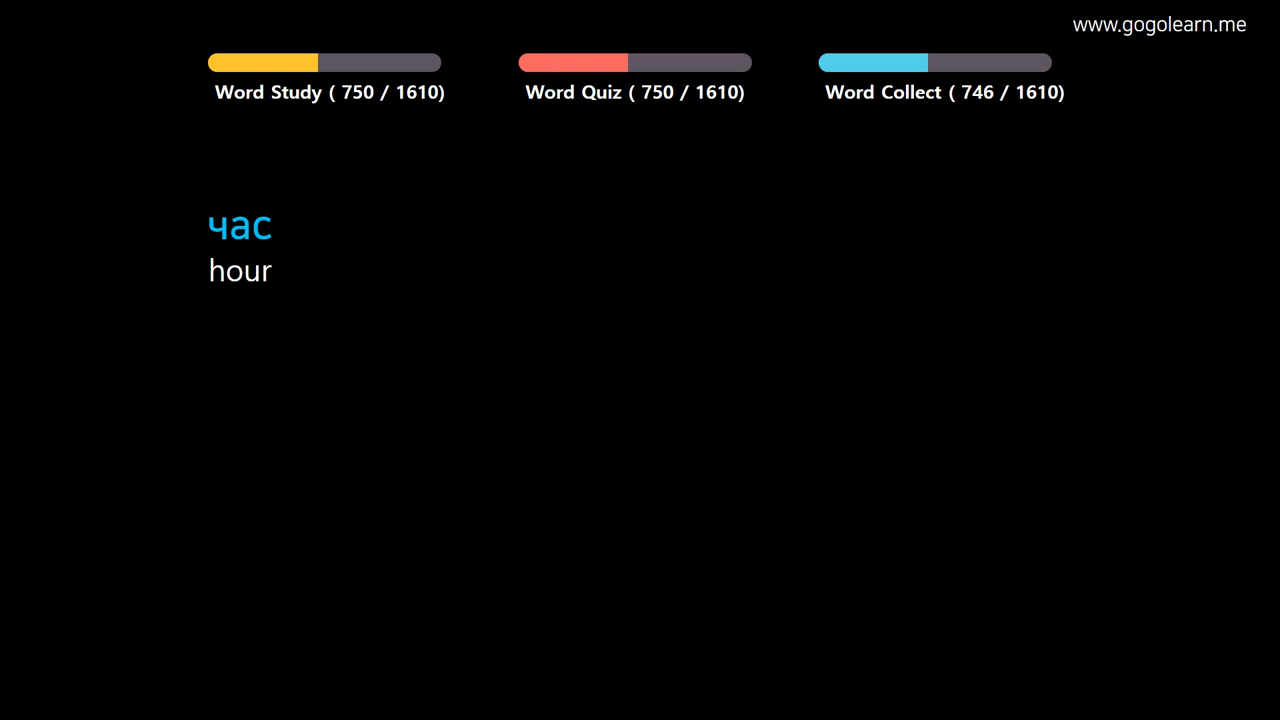 www.gogolearn.me
Word Study ( 750 / 1610)
Word Quiz ( 750 / 1610)
Word Collect ( 746 / 1610)
час
hour